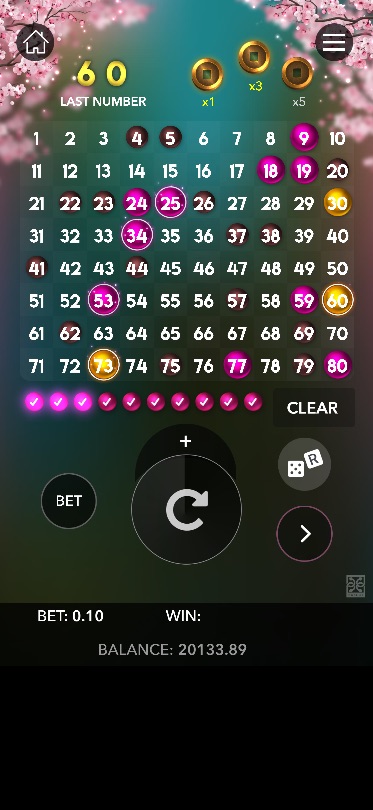 60
LAST NUMBER
x1 x3 x5
1 2 3 4 5 6 7 8 9 10
11 12 13 14 15 16 17 18 19 20
21 22 23 24 25 26 27 28 29 30
31 32 33 34 35 36 37 38 39 40
41 42 43 44 45 46 47 48 49 50
51 52 53 54 55 56 57 58 59 60
61 62 63 64 65 66 67 68 69 70
71 72 73 74 75 76 77 78 79 80
CLEAR
+
R
BET
BET: 0.10 WIN:
BALANCE: 20133.89